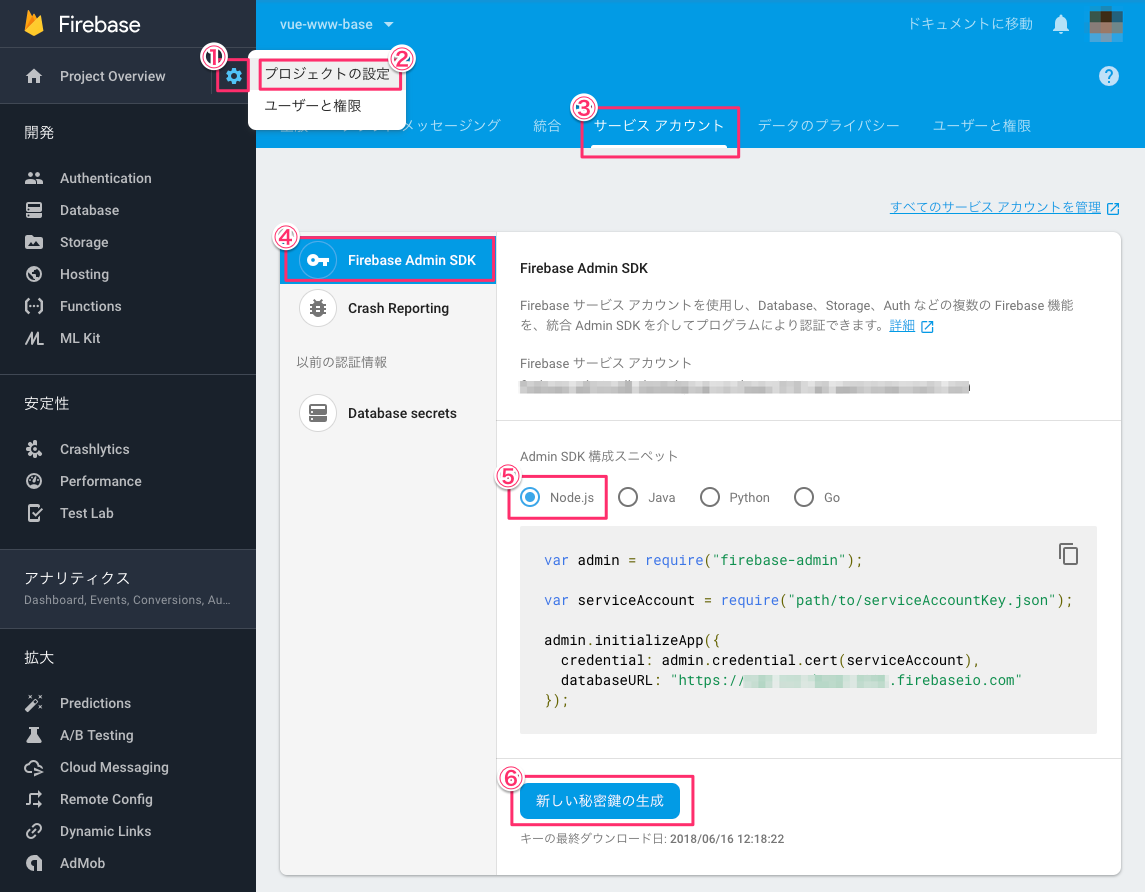 Firebase
vue-www-base
ドキュメントに移動
①
②
Project Overview
プロジェクトの設定
ユーザーと権限
メッセージング
統合
③
サービス アカウント
データのプライバシー
ユーザーと権限
開発
Authentication
Database
Storage
Hosting
Functions
ML Kit
安定性
Crashlytics
Performance
Test Lab
アナリティクス
Dashboard, Events, Conversions, Au...
拡大
Predictions
A/B Testing
Cloud Messaging
Remote Config
Dynamic Links
AdMob
すべてのサービス アカウントを管理
④
Firebase Admin SDK
Crash Reporting
以前の認証情報
Database secrets
Firebase Admin SDK
Firebase サービス アカウントを使用し、Database、Storage、Auth などの複数の Firebase 機能
を、統合 Admin SDK を介してプログラムにより認証できます。詳細
Firebase サービス アカウント
Admin SDK 構成スニペット
⑤
Node.js
Java
Python
Go
var admin = require("firebase-admin");
var serviceAccount = require("path/to/serviceAccountKey.json");
admin.initializeApp({
credential: admin.credential.cert(serviceAccount),
databaseURL: "https://.firebaseio.com"
});
⑥
新しい秘密鍵の生成
キーの最終ダウンロード日: 2018/06/16 12:18:22